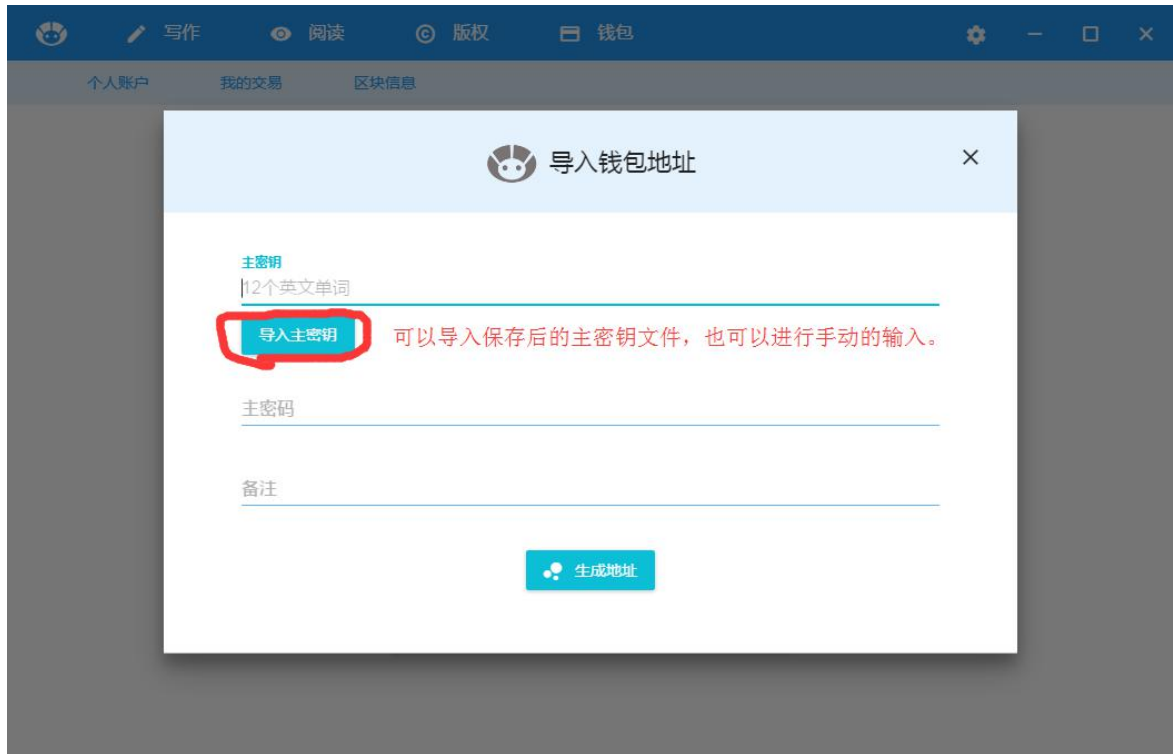 写作 阅读 © 版权 钱包
个人账户 我的交易 区块信息
导入钱包地址
主密钥
12个英文单词
导入主密钥 可以导入保存后的主密钥文件，也可以进行手动的输入。
主密码
备注
生成地址